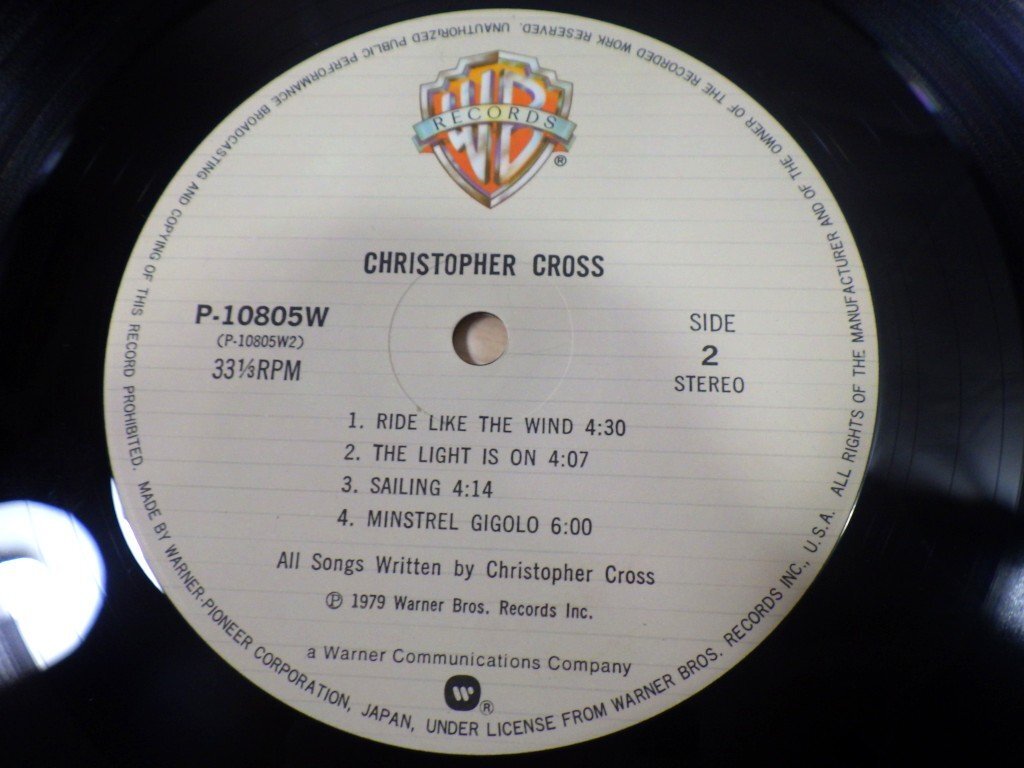 WB
RECORDS
®
CHRISTOPHER CROSS
P-10805W
(P-10805W2)
33⅓RPM
SIDE
2
STEREO
1. RIDE LIKE THE WIND 4:30
2. THE LIGHT IS ON 4:07
3. SAILING 4:14
4. MINSTREL GIGOLO 6:00
All Songs Written by Christopher Cross
℗ 1979 Warner Bros. Records Inc.
a Warner Communications Company
®
MADE BY WARNER-PIONEER CORPORATION, JAPAN, UNDER LICENSE FROM WARNER BROS. RECORDS INC., U.S.A. ALL RIGHTS OF THE MANUFACTURER AND OF THE OWNER OF THE RECORDED WORK RESERVED. UNAUTHORIZED PUBLIC PERFORMANCE BROADCASTING AND COPYING OF THIS RECORD PROHIBITED.